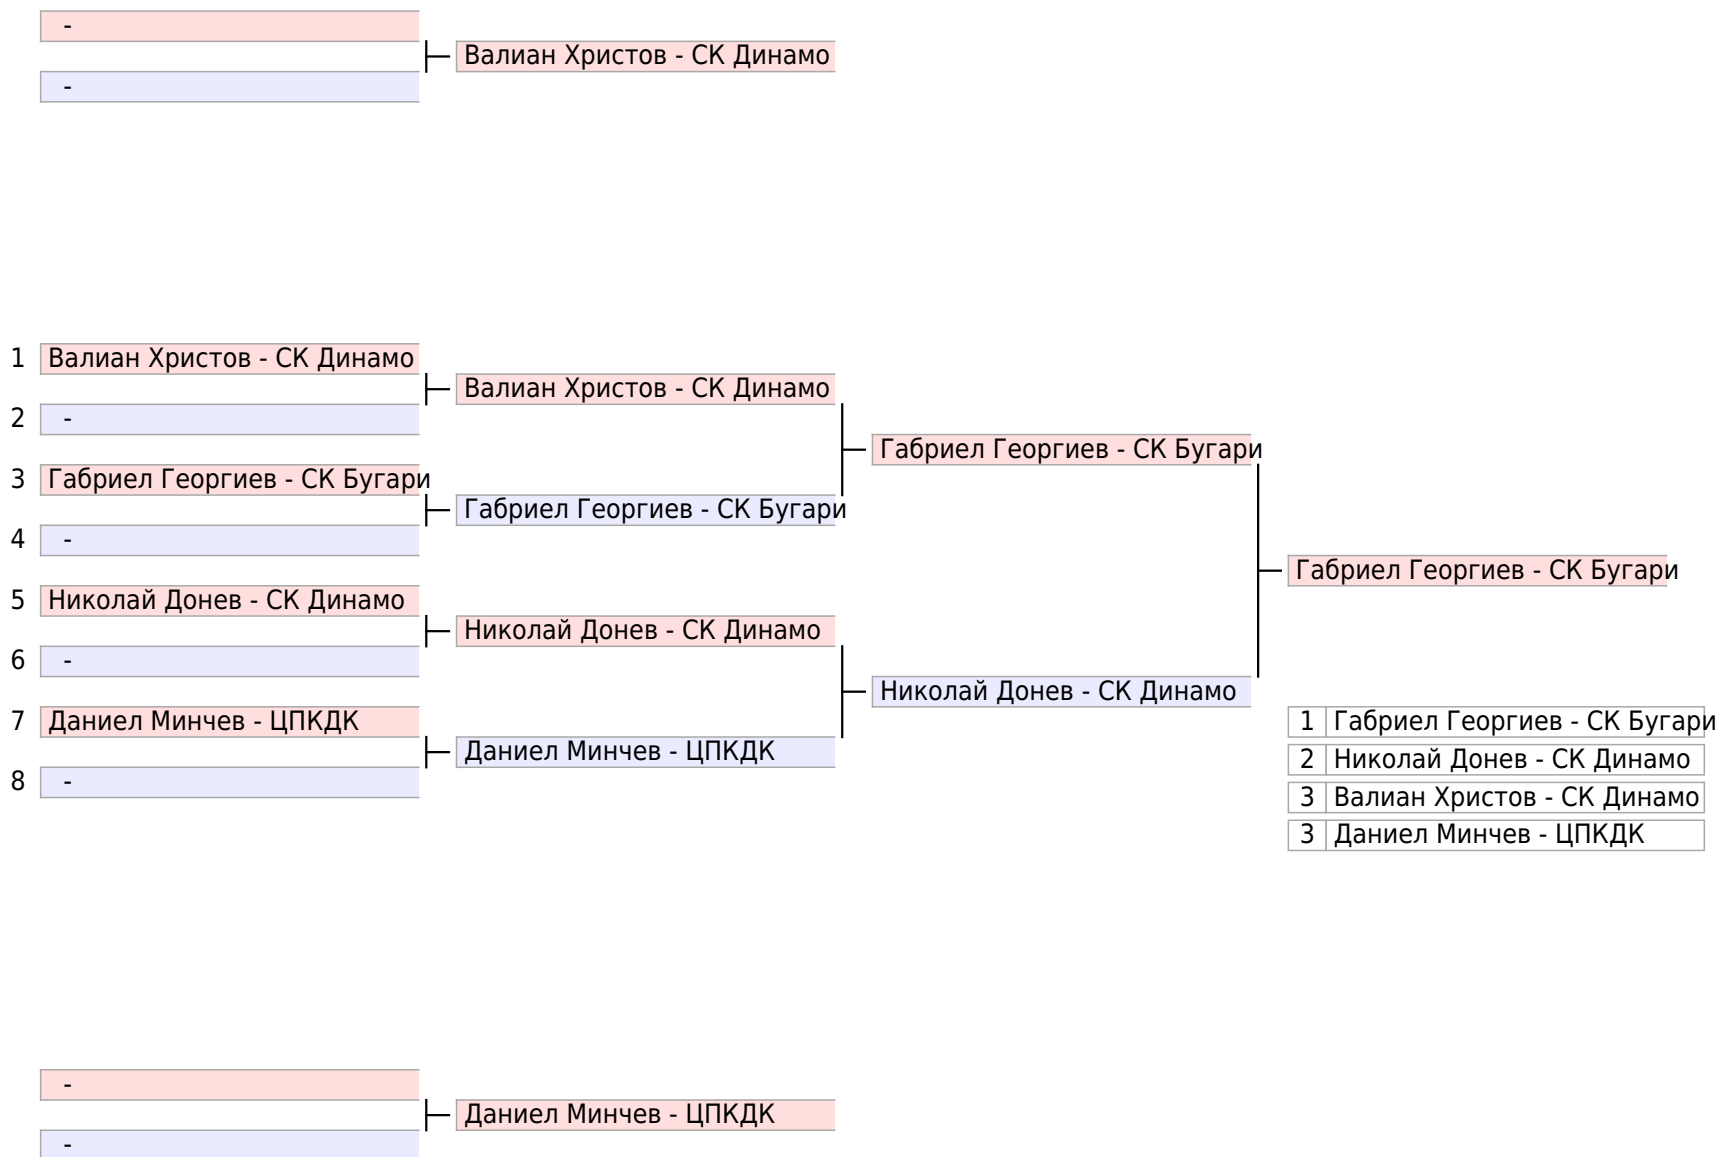 -
Валиан Христов - СК Динамо
-
1 Валиан Христов - СК Динамо
Валиан Христов - СК Динамо
2 -
Габриел Георгиев - СК Бугари
3 Габриел Георгиев - СК Бугари
Габриел Георгиев - СК Бугари
4 -
Габриел Георгиев - СК Бугари
5 Николай Донев - СК Динамо
Николай Донев - СК Динамо
6 -
Николай Донев - СК Динамо
7 Даниел Минчев - ЦПКДК
Даниел Минчев - ЦПКДК
8 -
1 Габриел Георгиев - СК Бугари
2 Николай Донев - СК Динамо
3 Валиан Христов - СК Динамо
3 Даниел Минчев - ЦПКДК
-
Даниел Минчев - ЦПКДК
-